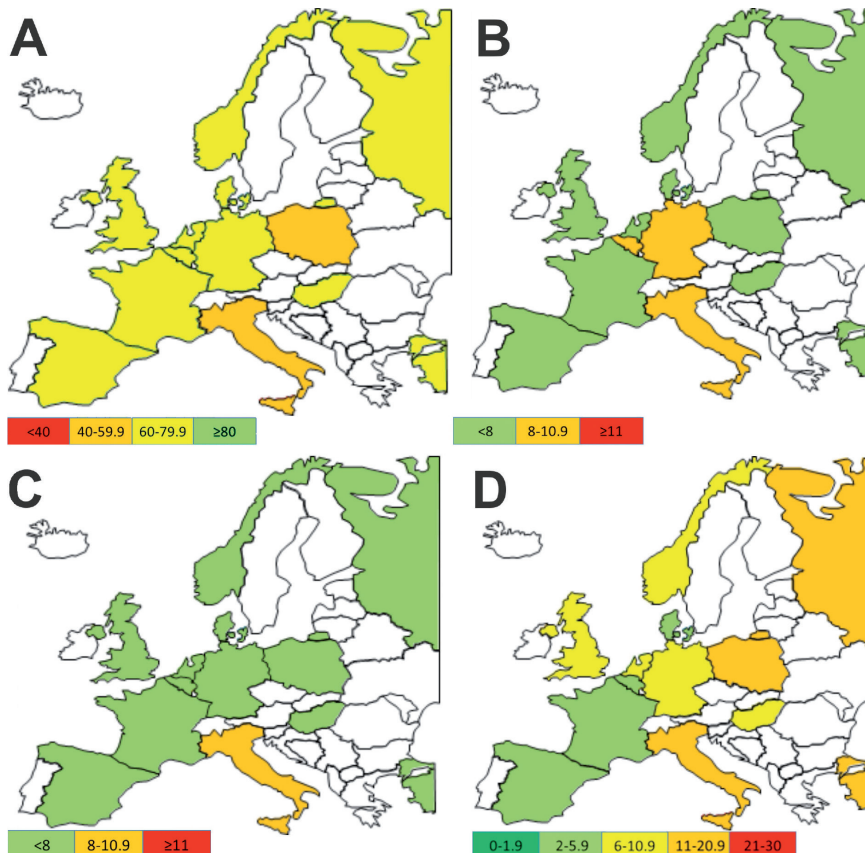 A
B
<40 40-59.9 60-79.9 ≥80
<8 8-10.9 ≥11
C
D
<8 8-10.9 ≥11
0-1.9 2-5.9 6-10.9 11-20.9 21-30